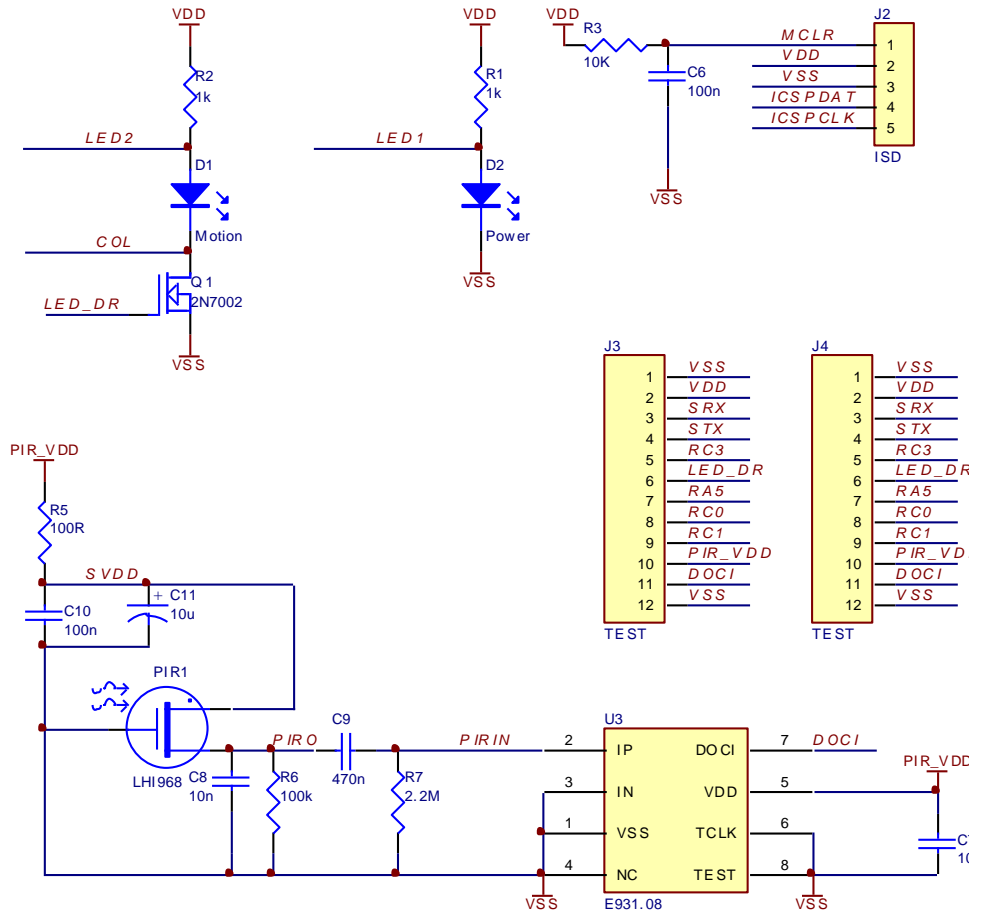 VDD
R2
1k
LED2
D1
Motion
COL
Q1
2N7002
LED_DR
VSS
VDD
R1
1k
LED1
D2
Power
VSS
VDD
R3
10K
C6
100n
VSS
J2
MCLR 1
VDD 2
VSS 3
ICSPDAT 4
ICSPCLK 5
ISD
J3
1 VSS
2 VDD
3 SRX
4 STX
5 RC3
6 LED_DR
7 RA5
8 RC0
9 RC1
10 PIR_VDD
11 DOCI
12 VSS
TEST
J4
1 VSS
2 VDD
3 SRX
4 STX
5 RC3
6 LED_DR
7 RA5
8 RC0
9 RC1
10 PIR_VD
11 DOCI
12 VSS
TEST
PIR_VDD
R5
100R
SVDD
C10
100n
+ C11
10u
PIR1
LHI968
PIRO
C8
10n
R6
100k
C9
470n
R7
2.2M
PIRIN
U3
2 IP DOCI 7 DOCI
3 IN VDD 5
1 VSS TCLK 6
4 NC TEST 8
E931.08
VSS
VSS
PIR_VDD